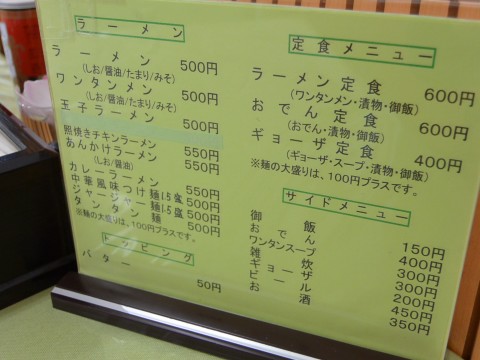 ラーメン
ラーメン 500円
(しお/醤油/たまり/みそ)
ワンタンメン 500円
(しお/醤油/たまり/みそ)
玉子ラーメン 500円
照焼きチキンラーメン 550円
あんかけラーメン 550円
(しお/醤油)
カレーラーメン 550円
中華風味つけ麺1.5盛 550円
ジャージャー麺1.5盛 500円
タンタン麺 500円
※麺の大盛りは、100円プラスです。
トッピング
バター 50円
定食メニュー
ラーメン定食 600円
(ワンタンメン・漬物・御飯)
おでん定食 600円
(おでん・漬物・御飯)
ギョーザ定食 400円
(ギョーザ・スープ・漬物・御飯)
※麺の大盛りは、100円プラスです。
サイドメニュー
御飯 150円
おでん 400円
ワンタンスープ 300円
雑炊 300円
ギョーザ 200円
ビール 450円
お酒 350円